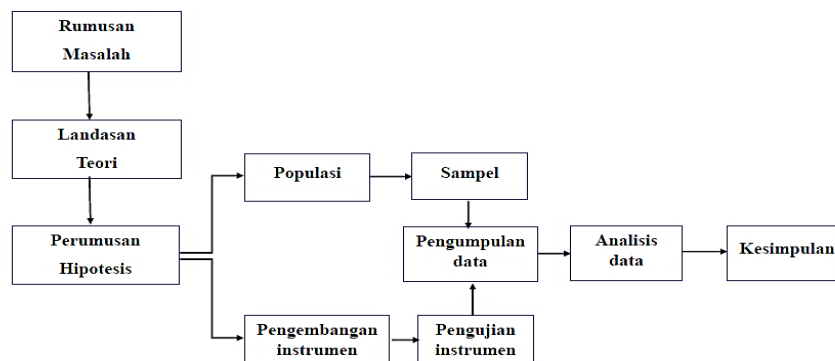 Rumusan
Masalah
Landasan
Teori
Perumusan
Hipotesis
Populasi
Sampel
Pengumpulan
data
Analisis
data
Kesimpulan
Pengembangan
instrumen
Pengujian
instrumen